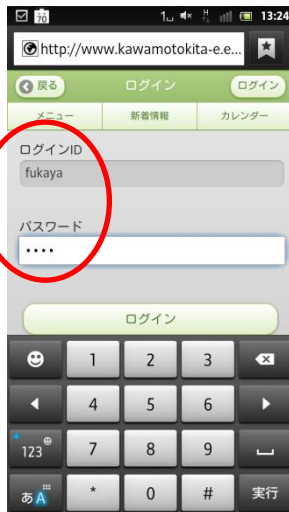 70 13:24
http://www.kawamotokita-e.e...
戻る ログイン ログイン
メニュー 新着情報 カレンダー
ログインID
fukaya
パスワード
••••
ログイン
1 2 3
4 5 6
123 7 8 9
あA * 0 # 実行